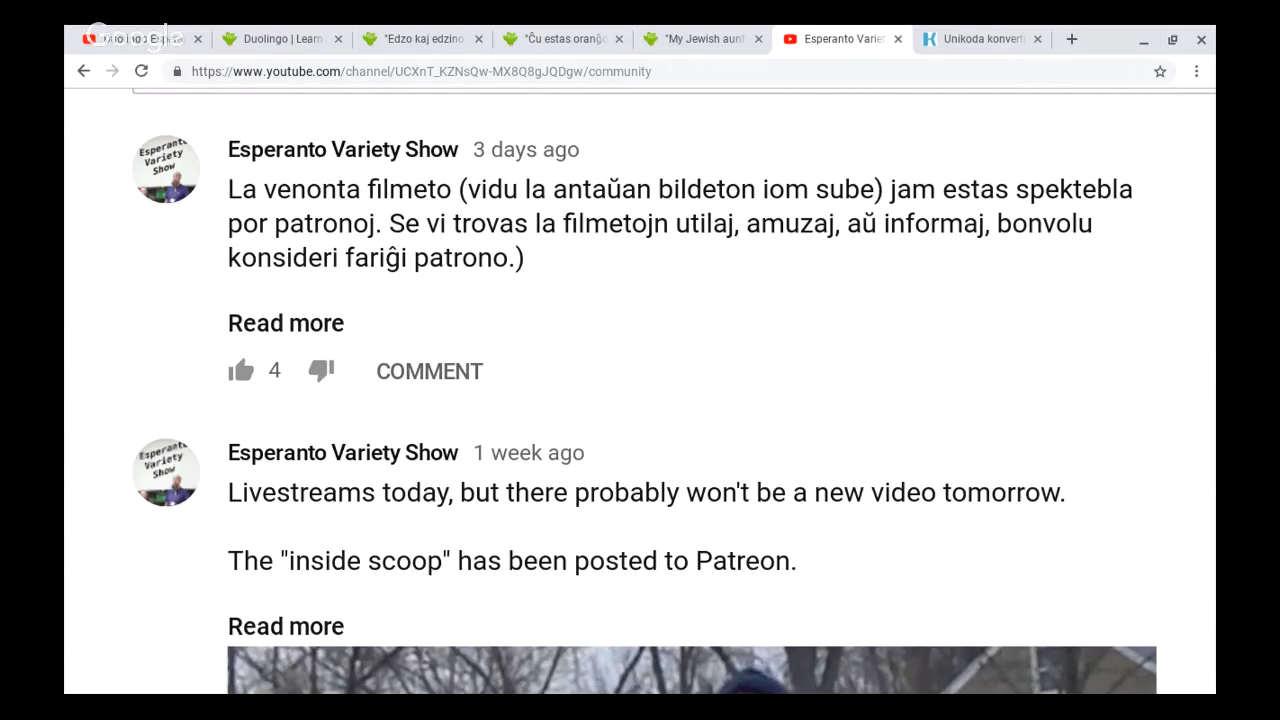 Google
Duolingo | Learn
"Edzo kaj edzino
"Ĉu estas oranĝo
"My Jewish aunt
Esperanto Variet
Unikoda konverti
https://www.youtube.com/channel/UCXnT_KZNsQw-MX8Q8gJQDgw/community
Esperanto Variety Show
Esperanto Variety Show 3 days ago
La venonta filmeto (vidu la antaŭan bildeton iom sube) jam estas spektebla
por patronoj. Se vi trovas la filmetojn utilaj, amuzaj, aŭ informaj, bonvolu
konsideri fariĝi patrono.)
Read more
4 COMMENT
Esperanto Variety Show
Esperanto Variety Show 1 week ago
Livestreams today, but there probably won't be a new video tomorrow.
The "inside scoop" has been posted to Patreon.
Read more